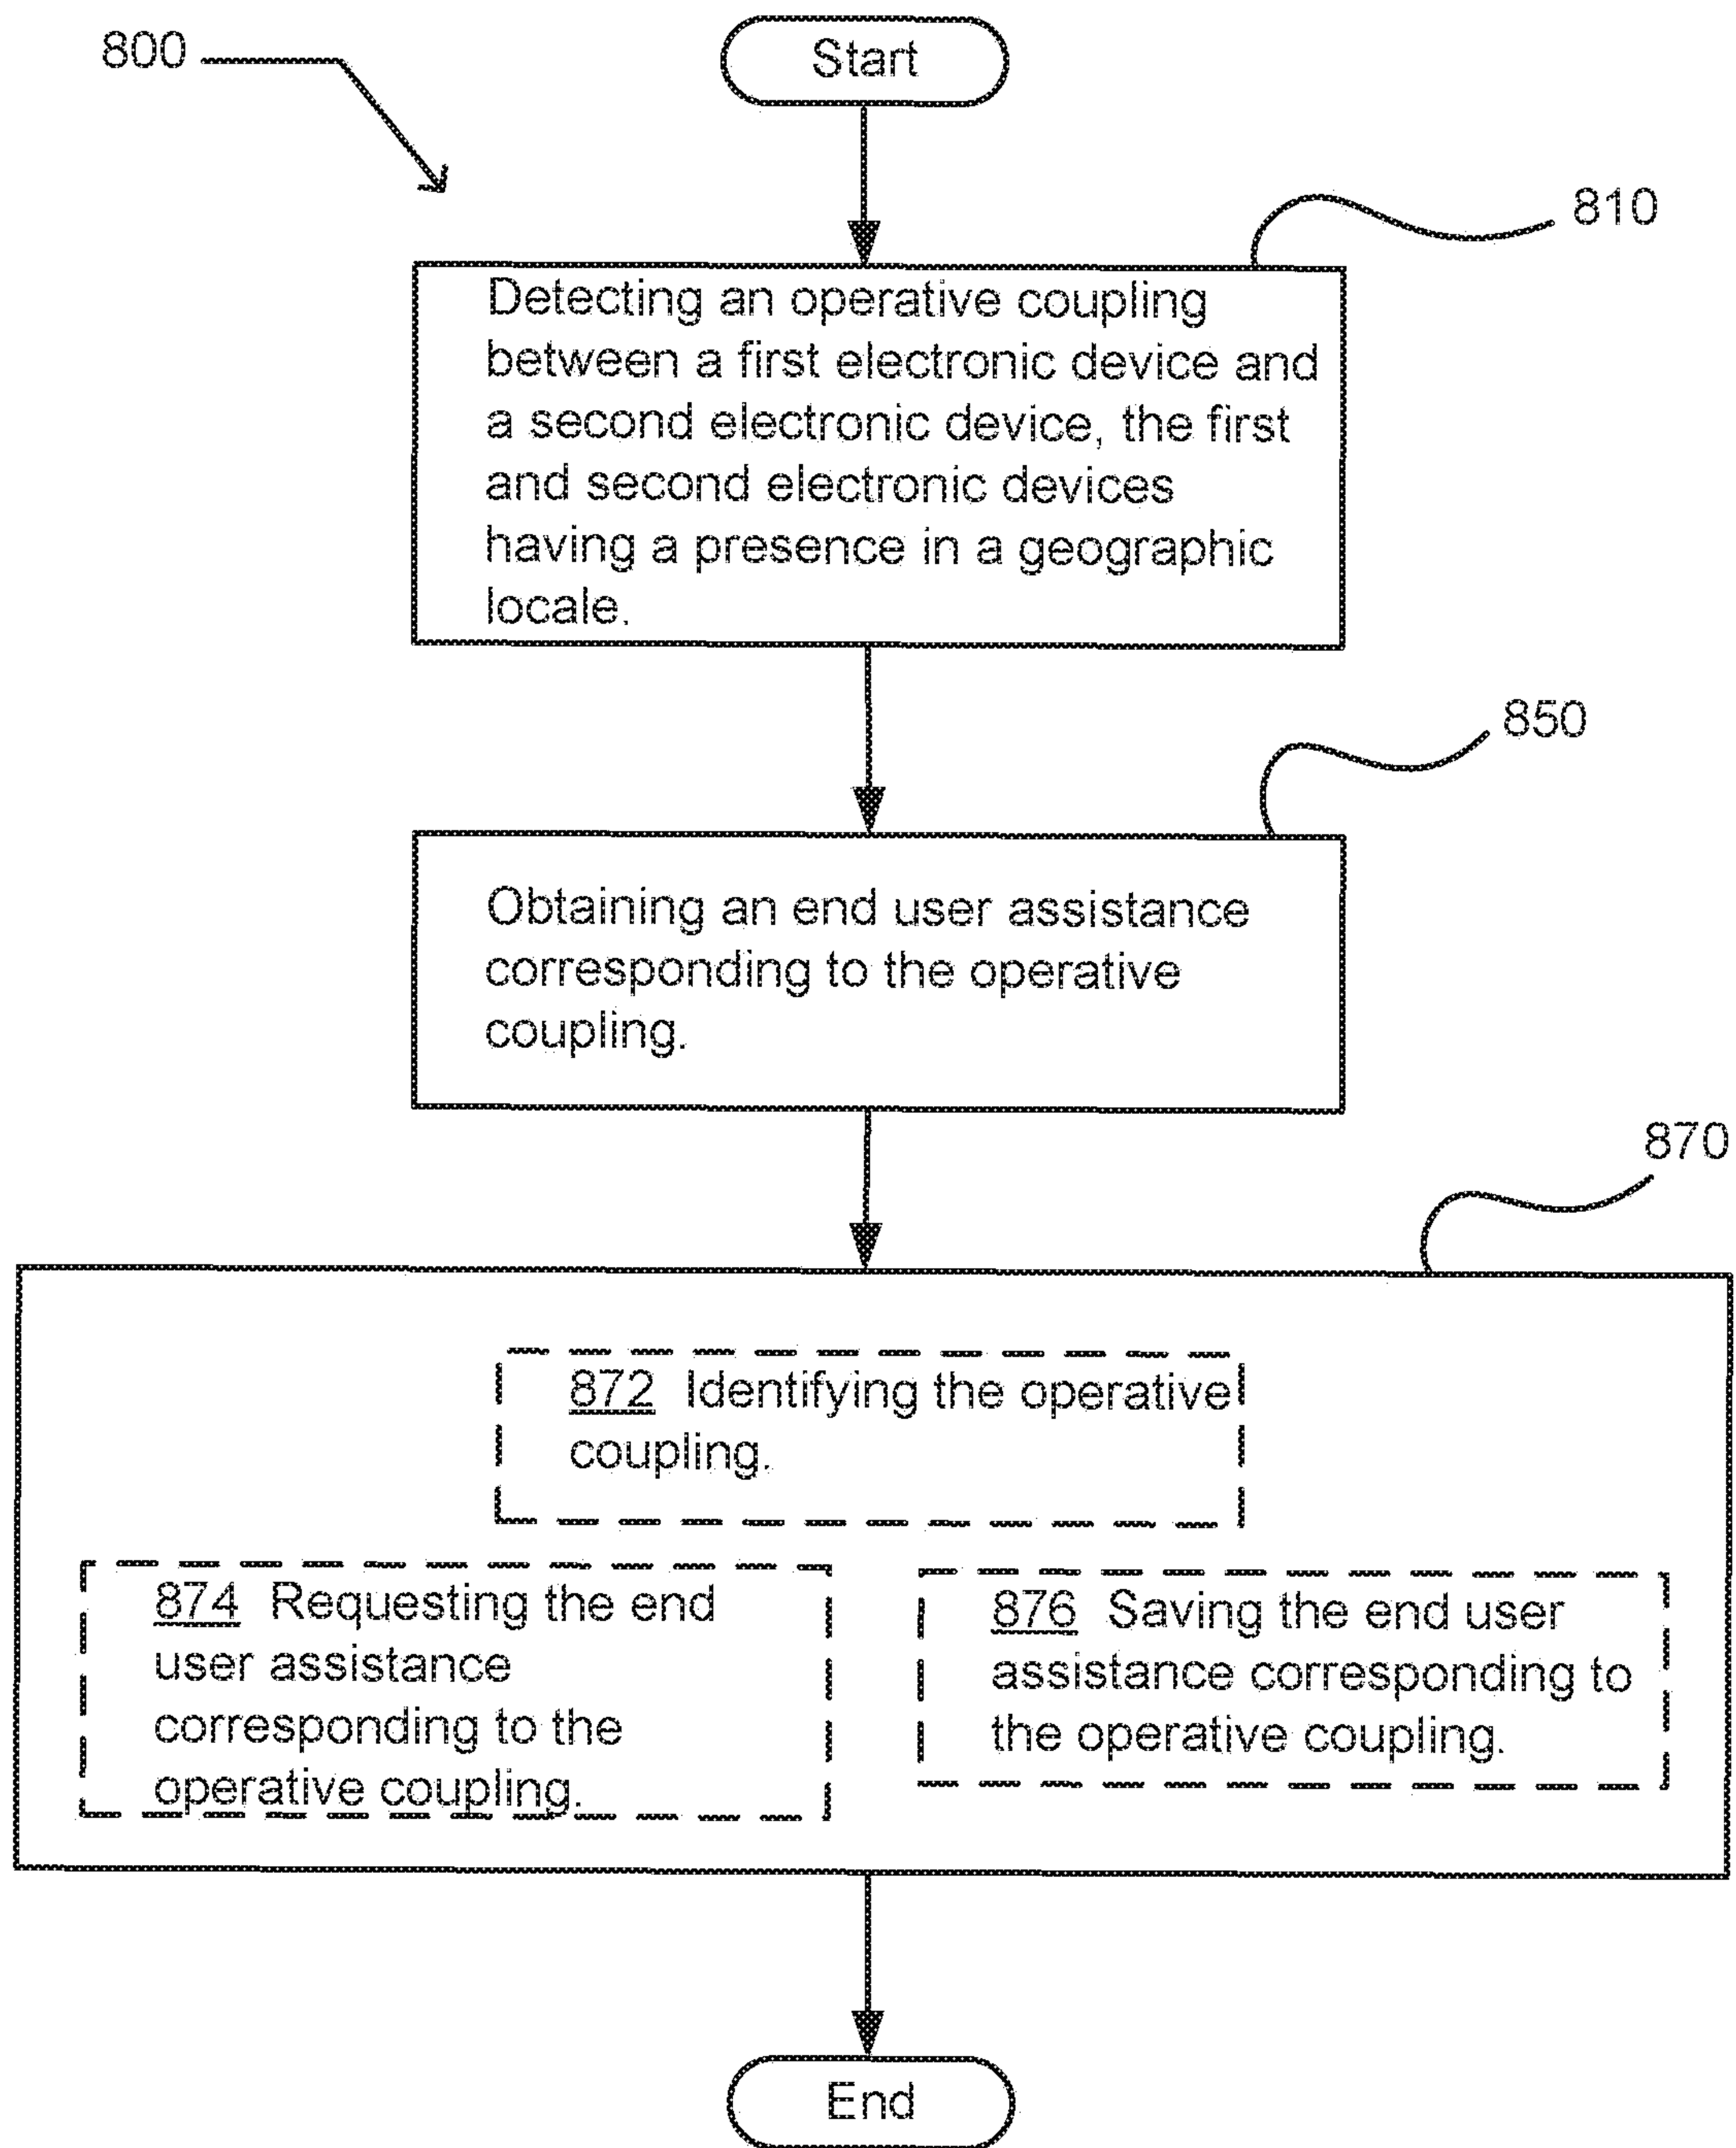 800
Start
810
Detecting an operative coupling
between a first electronic device and
a second electronic device, the first
and second electronic devices
having a presence in a geographic
locale.
850
Obtaining an end user assistance
corresponding to the operative
coupling.
870
872 Identifying the operative
coupling.
874 Requesting the end
user assistance
corresponding to the
operative coupling.
876 Saving the end user
assistance corresponding to
the operative coupling.
End